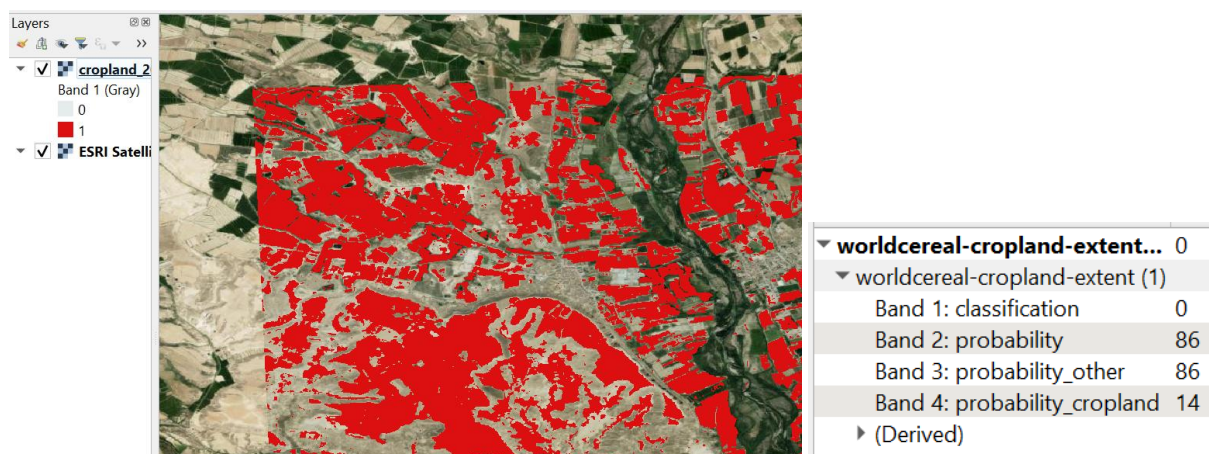 Layers
»
cropland_2
Band 1 (Gray)
0
1
ESRI Satelli
worldcereal-cropland-extent... 0
worldcereal-cropland-extent (1)
Band 1: classification 0
Band 2: probability 86
Band 3: probability_other 86
Band 4: probability_cropland 14
(Derived)